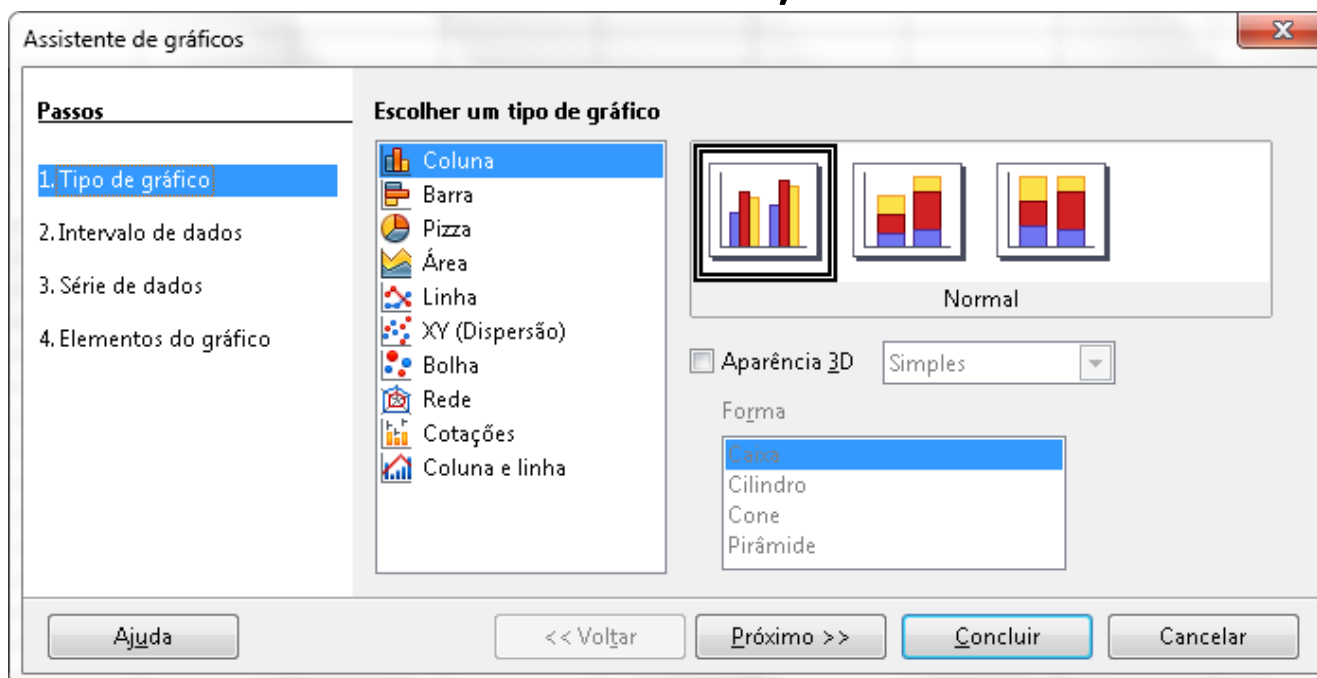 Assistente de gráficos
Passos
1. Tipo de gráfico
2. Intervalo de dados
3. Série de dados
4. Elementos do gráfico
Escolher um tipo de gráfico
Coluna
Barra
Pizza
Área
Linha
XY (Dispersão)
Bolha
Rede
Cotações
Coluna e linha
Normal
Aparência 3D
Simples
Forma
Caixa
Cilindro
Cone
Pirâmide
Ajuda
<< Voltar
Próximo >>
Concluir
Cancelar